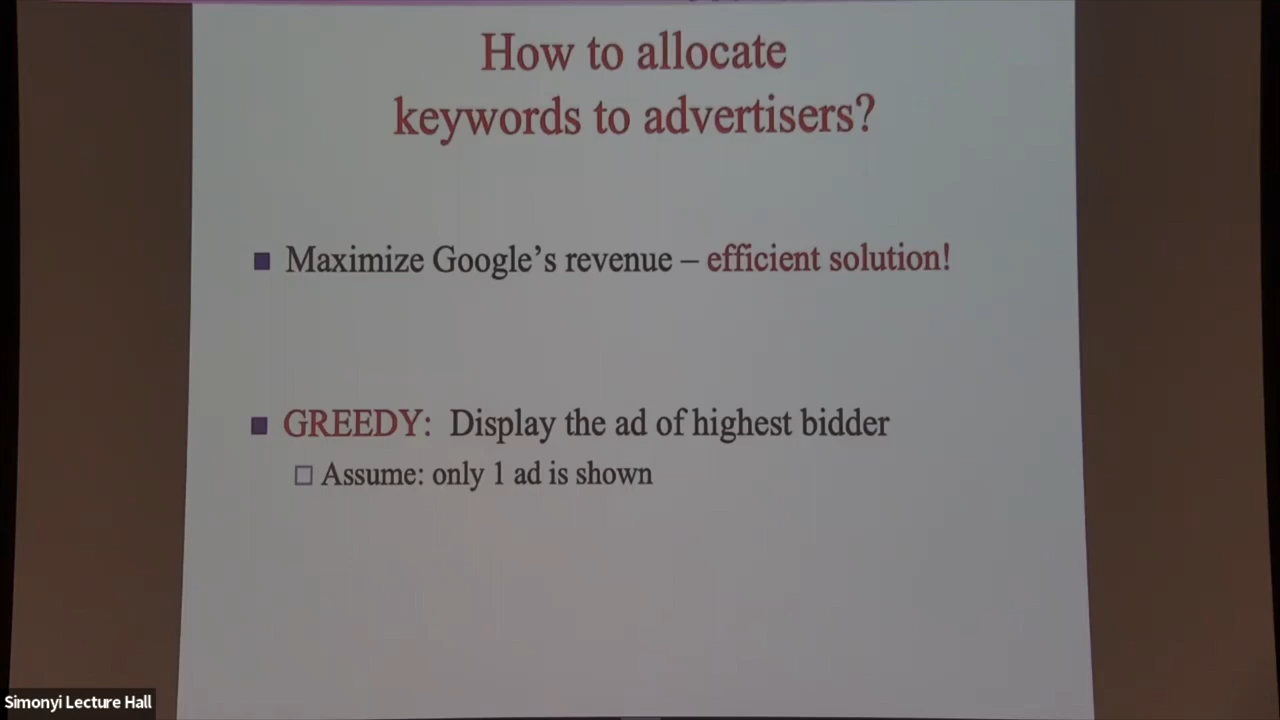 How to allocate
keywords to advertisers?
Maximize Google's revenue – efficient solution!
GREEDY: Display the ad of highest bidder
Assume: only 1 ad is shown
Simonyi Lecture Hall